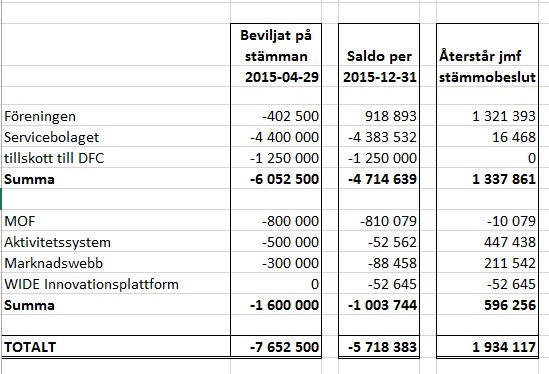 Beviljat på stämman 2015-04-29 Saldo per 2015-12-31 Återstår jmf stämmobeslut
Föreningen -402 500 918 893 1 321 393
Servicebolaget -4 400 000 -4 383 532 16 468
tillskott till DFC -1 250 000 -1 250 000 0
Summa -6 052 500 -4 714 639 1 337 861
MOF -800 000 -810 079 -10 079
Aktivitetssystem -500 000 -52 562 447 438
Marknadswebb -300 000 -88 458 211 542
WIDE Innovationsplattform 0 -52 645 -52 645
Summa -1 600 000 -1 003 744 596 256
TOTALT -7 652 500 -5 718 383 1 934 117